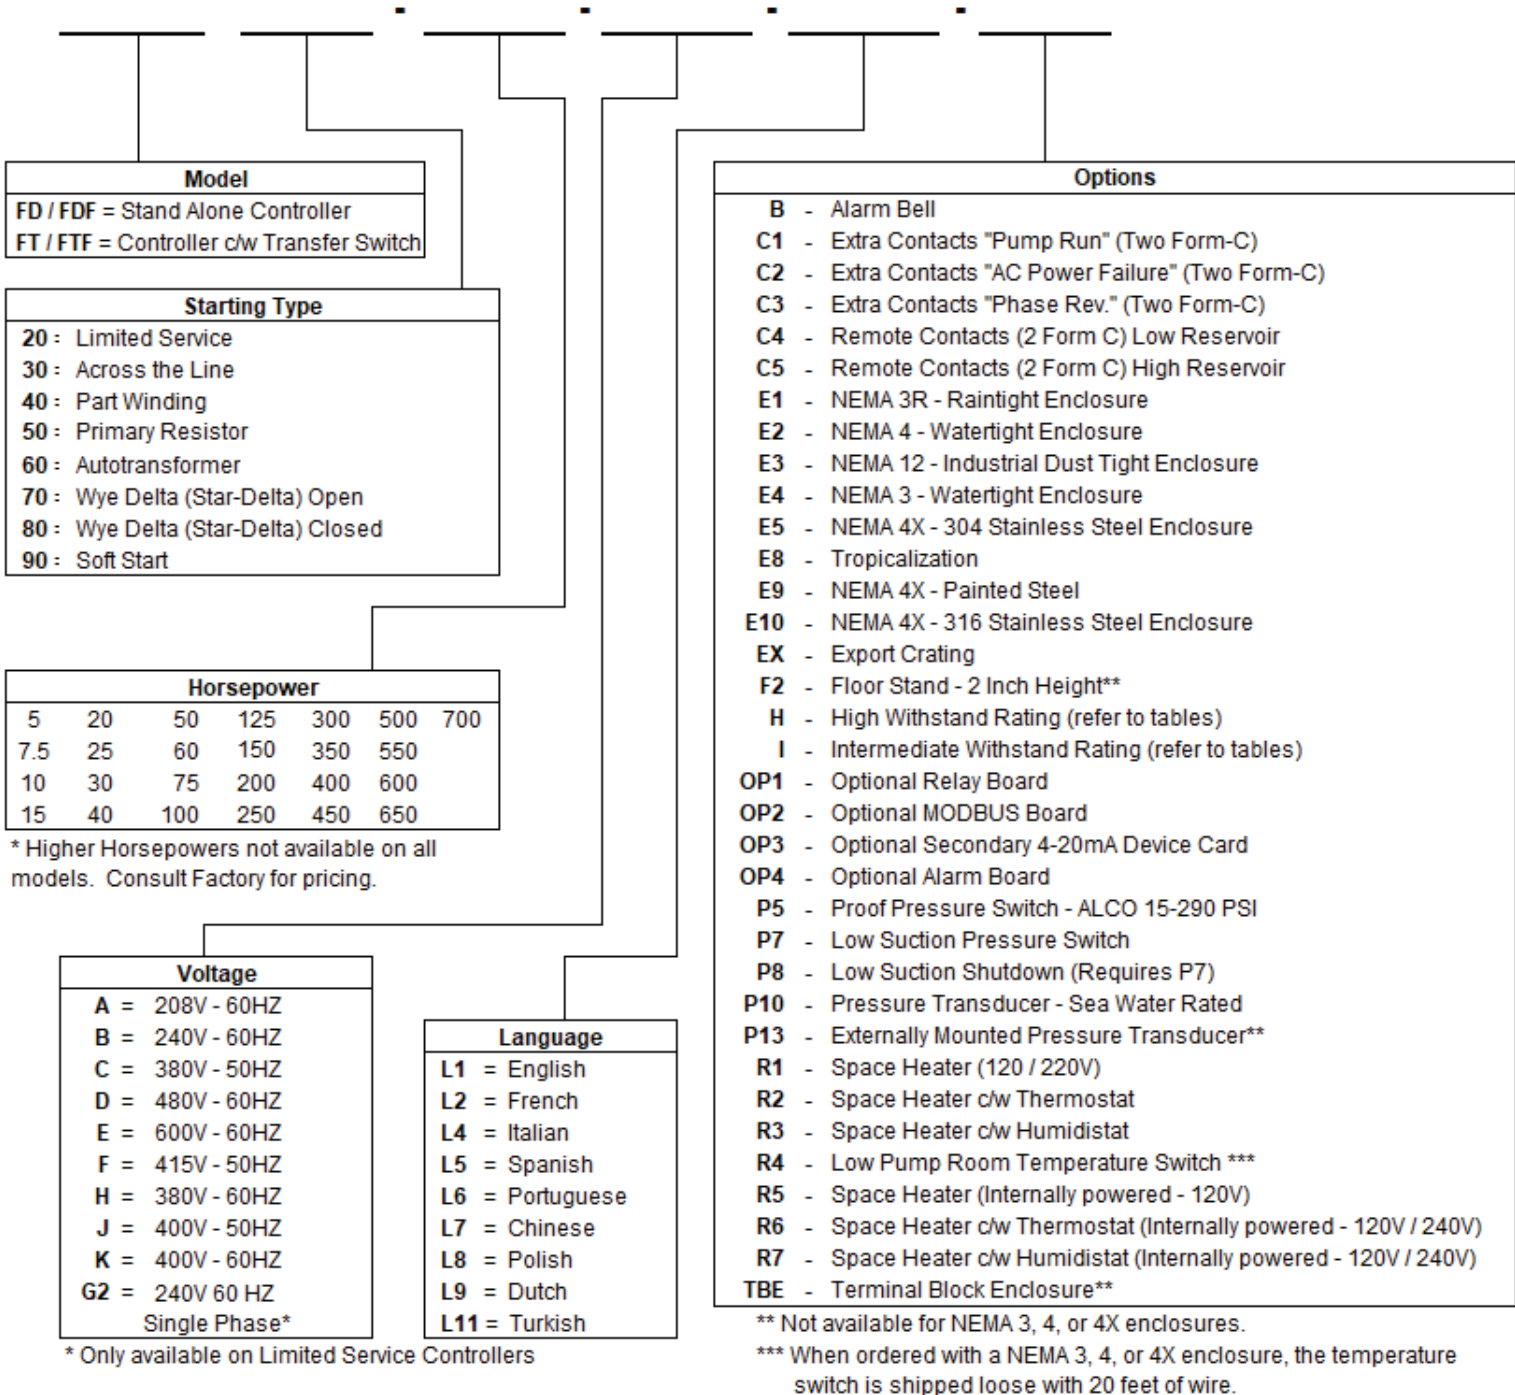 - - - -
Model
FD / FDF = Stand Alone Controller
FT / FTF = Controller c/w Transfer Switch
Starting Type
20 : Limited Service
30 : Across the Line
40 : Part Winding
50 : Primary Resistor
60 : Autotransformer
70 : Wye Delta (Star-Delta) Open
80 : Wye Delta (Star-Delta) Closed
90 : Soft Start
Horsepower
5 20 50 125 300 500 700
7.5 25 60 150 350 550
10 30 75 200 400 600
15 40 100 250 450 650
* Higher Horsepowers not available on all
models. Consult Factory for pricing.
Voltage
A = 208V - 60HZ
B = 240V - 60HZ
C = 380V - 50HZ
D = 480V - 60HZ
E = 600V - 60HZ
F = 415V - 50HZ
H = 380V - 60HZ
J = 400V - 50HZ
K = 400V - 60HZ
G2 = 240V 60 HZ
Single Phase*
* Only available on Limited Service Controllers
Language
L1 = English
L2 = French
L4 = Italian
L5 = Spanish
L6 = Portuguese
L7 = Chinese
L8 = Polish
L9 = Dutch
L11 = Turkish
Options
B - Alarm Bell
C1 - Extra Contacts "Pump Run" (Two Form-C)
C2 - Extra Contacts "AC Power Failure" (Two Form-C)
C3 - Extra Contacts "Phase Rev." (Two Form-C)
C4 - Remote Contacts (2 Form C) Low Reservoir
C5 - Remote Contacts (2 Form C) High Reservoir
E1 - NEMA 3R - Raintight Enclosure
E2 - NEMA 4 - Watertight Enclosure
E3 - NEMA 12 - Industrial Dust Tight Enclosure
E4 - NEMA 3 - Watertight Enclosure
E5 - NEMA 4X - 304 Stainless Steel Enclosure
E8 - Tropicalization
E9 - NEMA 4X - Painted Steel
E10 - NEMA 4X - 316 Stainless Steel Enclosure
EX - Export Crating
F2 - Floor Stand - 2 Inch Height**
H - High Withstand Rating (refer to tables)
I - Intermediate Withstand Rating (refer to tables)
OP1 - Optional Relay Board
OP2 - Optional MODBUS Board
OP3 - Optional Secondary 4-20mA Device Card
OP4 - Optional Alarm Board
P5 - Proof Pressure Switch - ALCO 15-290 PSI
P7 - Low Suction Pressure Switch
P8 - Low Suction Shutdown (Requires P7)
P10 - Pressure Transducer - Sea Water Rated
P13 - Externally Mounted Pressure Transducer**
R1 - Space Heater (120 / 220V)
R2 - Space Heater c/w Thermostat
R3 - Space Heater c/w Humidistat
R4 - Low Pump Room Temperature Switch ***
R5 - Space Heater (Internally powered - 120V)
R6 - Space Heater c/w Thermostat (Internally powered - 120V / 240V)
R7 - Space Heater c/w Humidistat (Internally powered - 120V / 240V)
TBE - Terminal Block Enclosure**
** Not available for NEMA 3, 4, or 4X enclosures.
*** When ordered with a NEMA 3, 4, or 4X enclosure, the temperature
switch is shipped loose with 20 feet of wire.